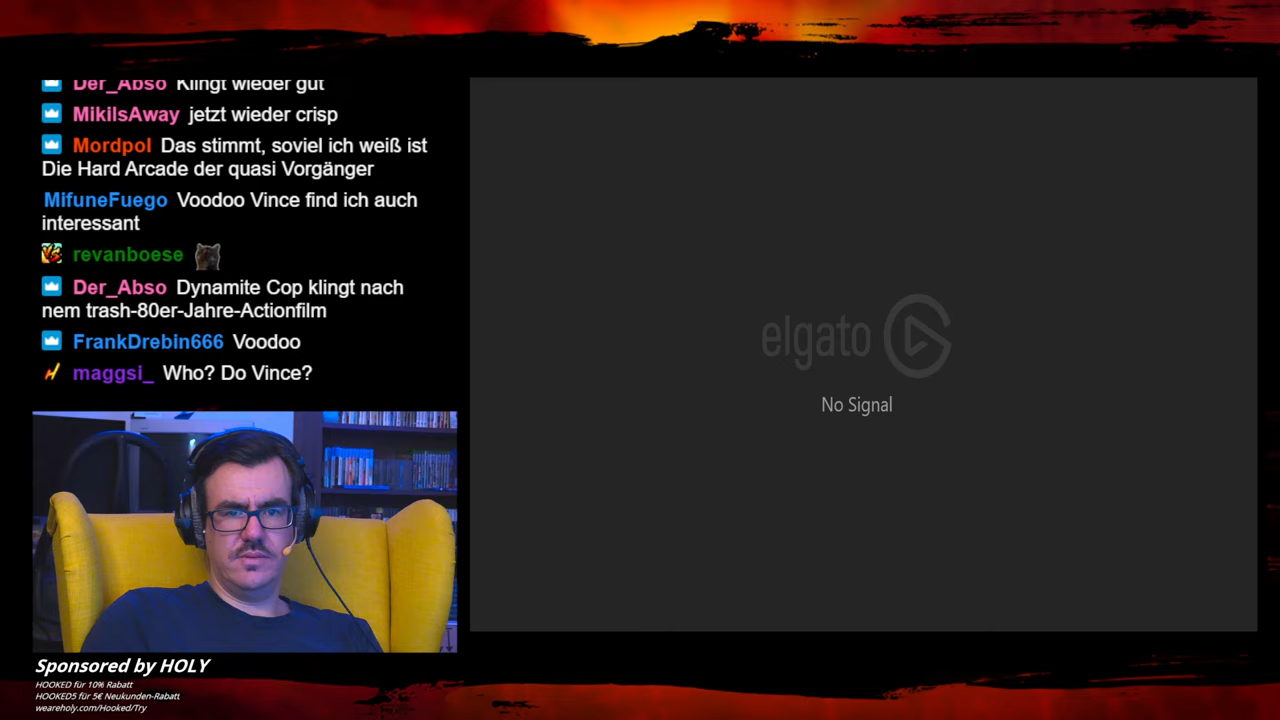 Der_Abso Klingt wieder gut
MikiIsAway jetzt wieder crisp
Mordpol Das stimmt, soviel ich weiß ist
Die Hard Arcade der quasi Vorgänger
MifuneFuego Voodoo Vince find ich auch
interessant
revanboese
Der_Abso Dynamite Cop klingt nach
nem trash-80er-Jahre-Actionfilm
FrankDrebin666 Voodoo
maggsi_ Who? Do Vince?
elgato
No Signal
Sponsored by HOLY
HOOKED für 10% Rabatt
HOOKED5 für 5€ Neukunden-Rabatt
weareholy.com/Hooked/Try